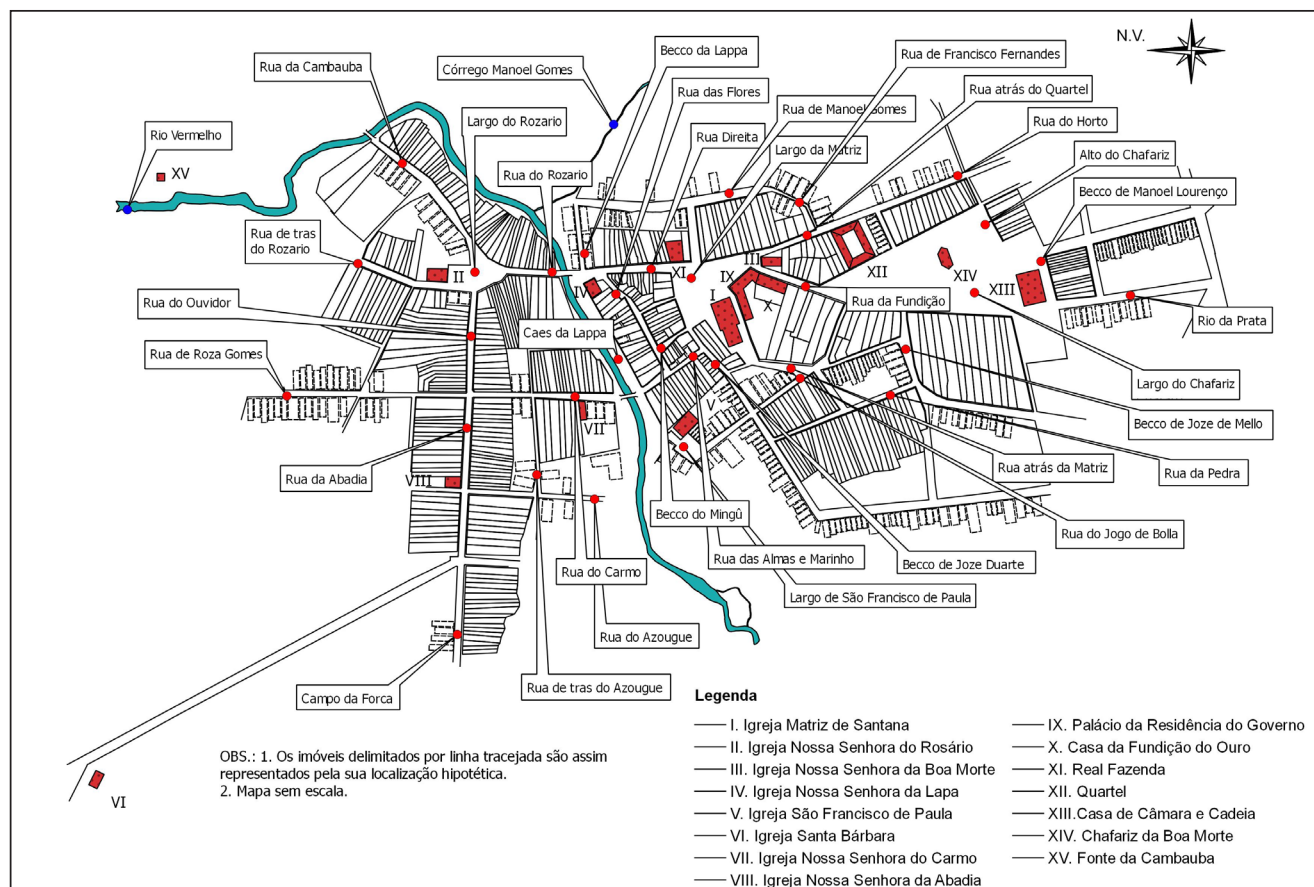 N.V.
Becco da Lappa
Rua de Francisco Fernandes
Rua da Cambauba
Córrego Manoel Gomes
Rua das Flores
Rua atrás do Quartel
Largo do Rozario
Rua de Manoel Gomes
Rua do Horto
Rio Vermelho
Rua Direita
Largo da Matriz
Alto do Chafariz
XV
Rua do Rozario
Becco de Manoel Lourenço
Rua de tras
do Rozario
II
III
XI
IX
XII
XIV
XIII
IV
I
X
Rua da Fundição
Rua do Ouvidor
Caes da Lappa
Rio da Prata
Rua de Roza Gomes
Largo do Chafariz
V
VII
Becco de Joze de Mello
Rua da Abadia
VIII
Rua atrás da Matriz
Rua da Pedra
Becco do Mingû
Rua do Jogo de Bolla
Rua das Almas e Marinho
Becco de Joze Duarte
Rua do Carmo
Largo de São Francisco de Paula
Rua do Azougue
Campo da Forca
Rua de tras do Azougue
VI
OBS.: 1. Os imóveis delimitados por linha tracejada são assim
representados pela sua localização hipotética.
2. Mapa sem escala.
Legenda
I. Igreja Matriz de Santana
II. Igreja Nossa Senhora do Rosário
III. Igreja Nossa Senhora da Boa Morte
IV. Igreja Nossa Senhora da Lapa
V. Igreja São Francisco de Paula
VI. Igreja Santa Bárbara
VII. Igreja Nossa Senhora do Carmo
VIII. Igreja Nossa Senhora da Abadia
IX. Palácio da Residência do Governo
X. Casa da Fundição do Ouro
XI. Real Fazenda
XII. Quartel
XIII.Casa de Câmara e Cadeia
XIV. Chafariz da Boa Morte
XV. Fonte da Cambauba